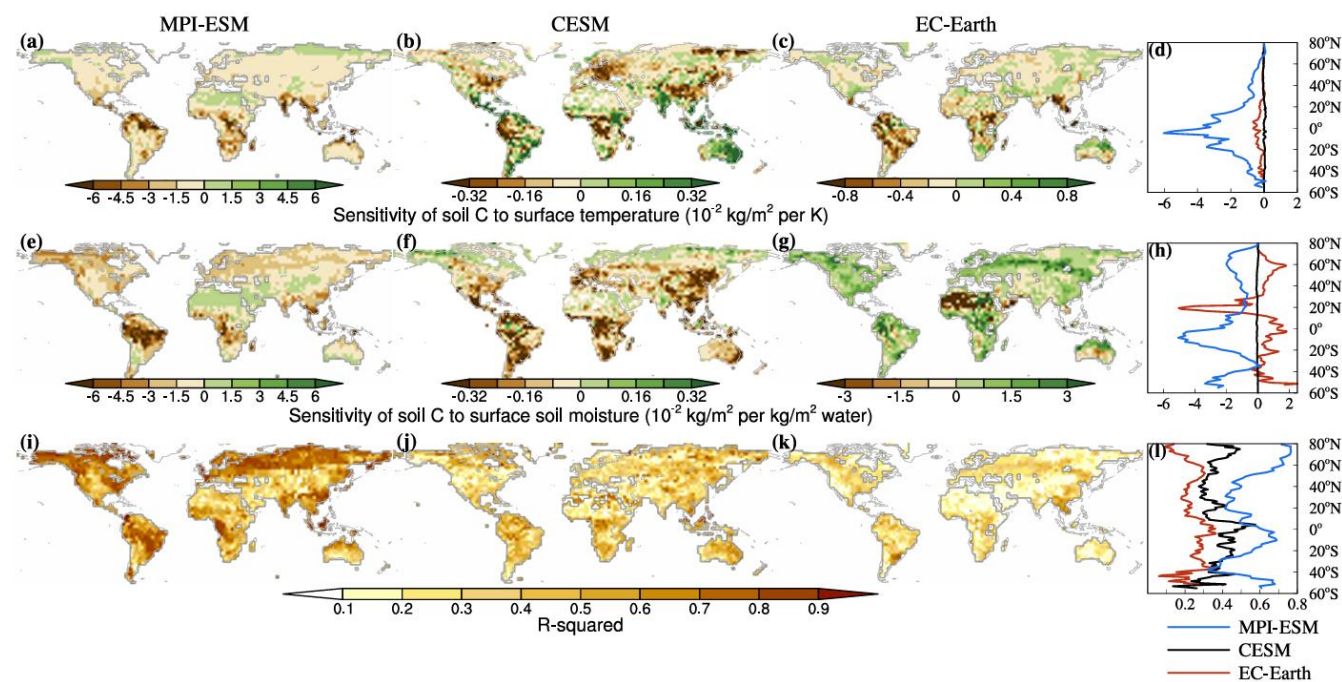 MPI-ESM CESM EC-Earth
(a) (b) (c) (d) 80°N
60°N
40°N
20°N
0°
20°S
40°S
60°S
-6 -4.5 -3 -1.5 0 1.5 3 4.5 6 -0.32 -0.16 0 0.16 0.32 -0.8 -0.4 0 0.4 0.8 -6 -4 -2 0 2
Sensitivity of soil C to surface temperature (10⁻² kg/m² per K)
(e) (f) (g) (h) 80°N
60°N
40°N
20°N
0°
20°S
40°S
60°S
-6 -4.5 -3 -1.5 0 1.5 3 4.5 6 -0.32 -0.16 0.00 0.16 0.32 -3 -1.5 0 1.5 3 -6 -4 -2 0 2
Sensitivity of soil C to surface soil moisture (10⁻² kg/m² per kg/m² water)
(i) (j) (k) (l) 80°N
60°N
40°N
20°N
0°
20°S
40°S
60°S
0.1 0.2 0.3 0.4 0.5 0.6 0.7 0.8 0.9 0.2 0.4 0.6 0.8
R-squared
MPI-ESM
CESM
EC-Earth